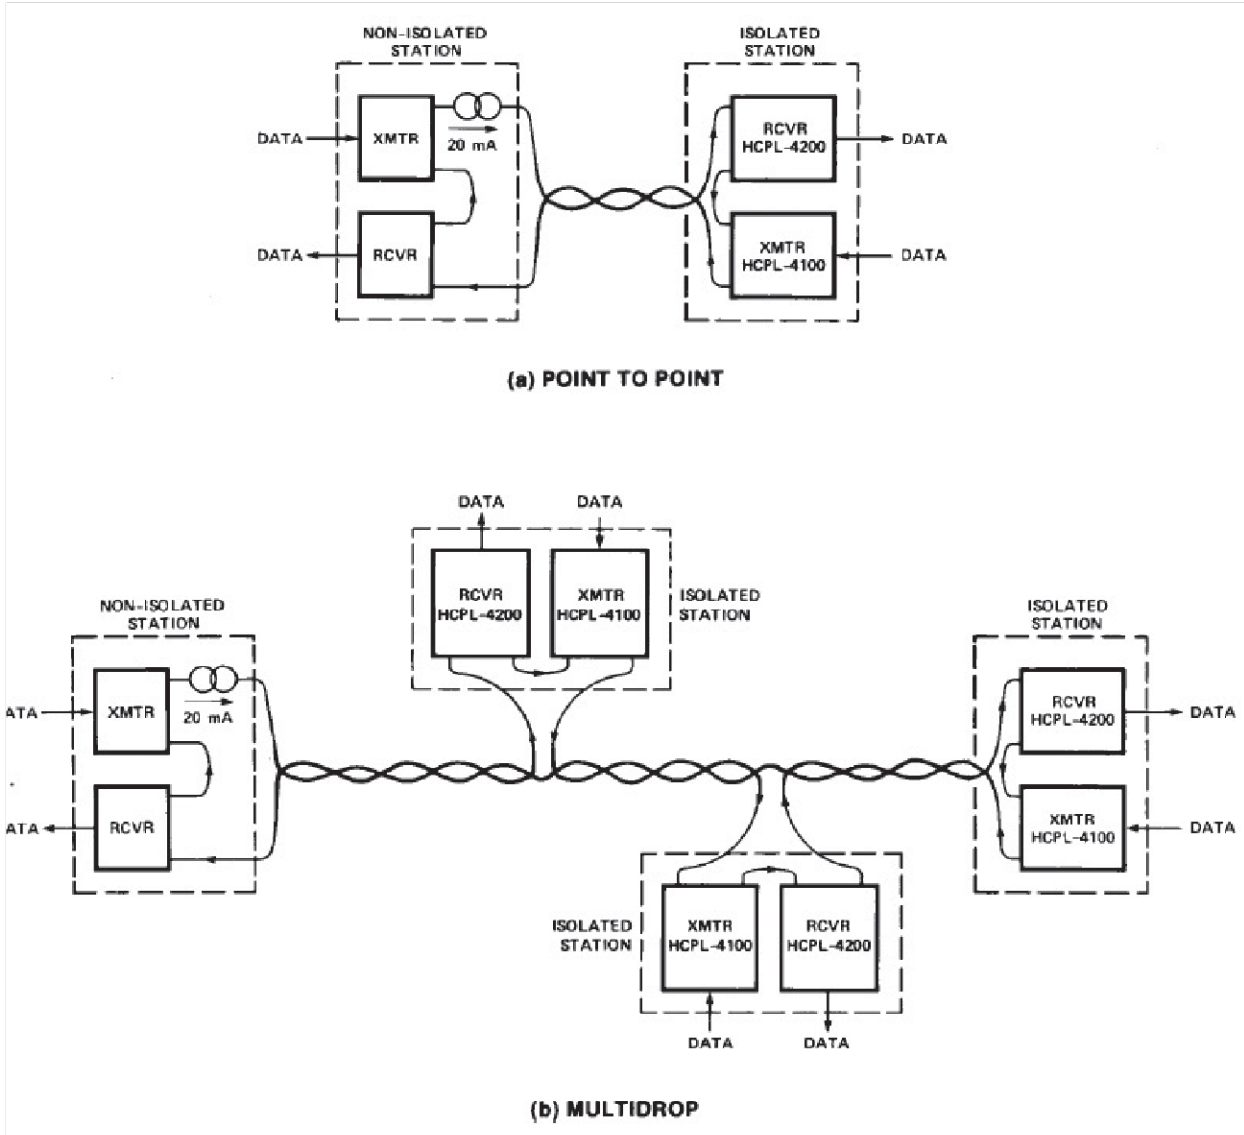 NON-ISOLATED
STATION
ISOLATED
STATION
DATA
XMTR
20 mA
RCVR
HCPL-4200
DATA
DATA
RCVR
XMTR
HCPL-4100
DATA
(a) POINT TO POINT
DATA
DATA
RCVR
HCPL-4200
XMTR
HCPL-4100
ISOLATED
STATION
NON-ISOLATED
STATION
ISOLATED
STATION
ATA
XMTR
20 mA
RCVR
HCPL-4200
DATA
ATA
RCVR
XMTR
HCPL-4100
DATA
ISOLATED
STATION
XMTR
HCPL-4100
RCVR
HCPL-4200
DATA
DATA
(b) MULTIDROP